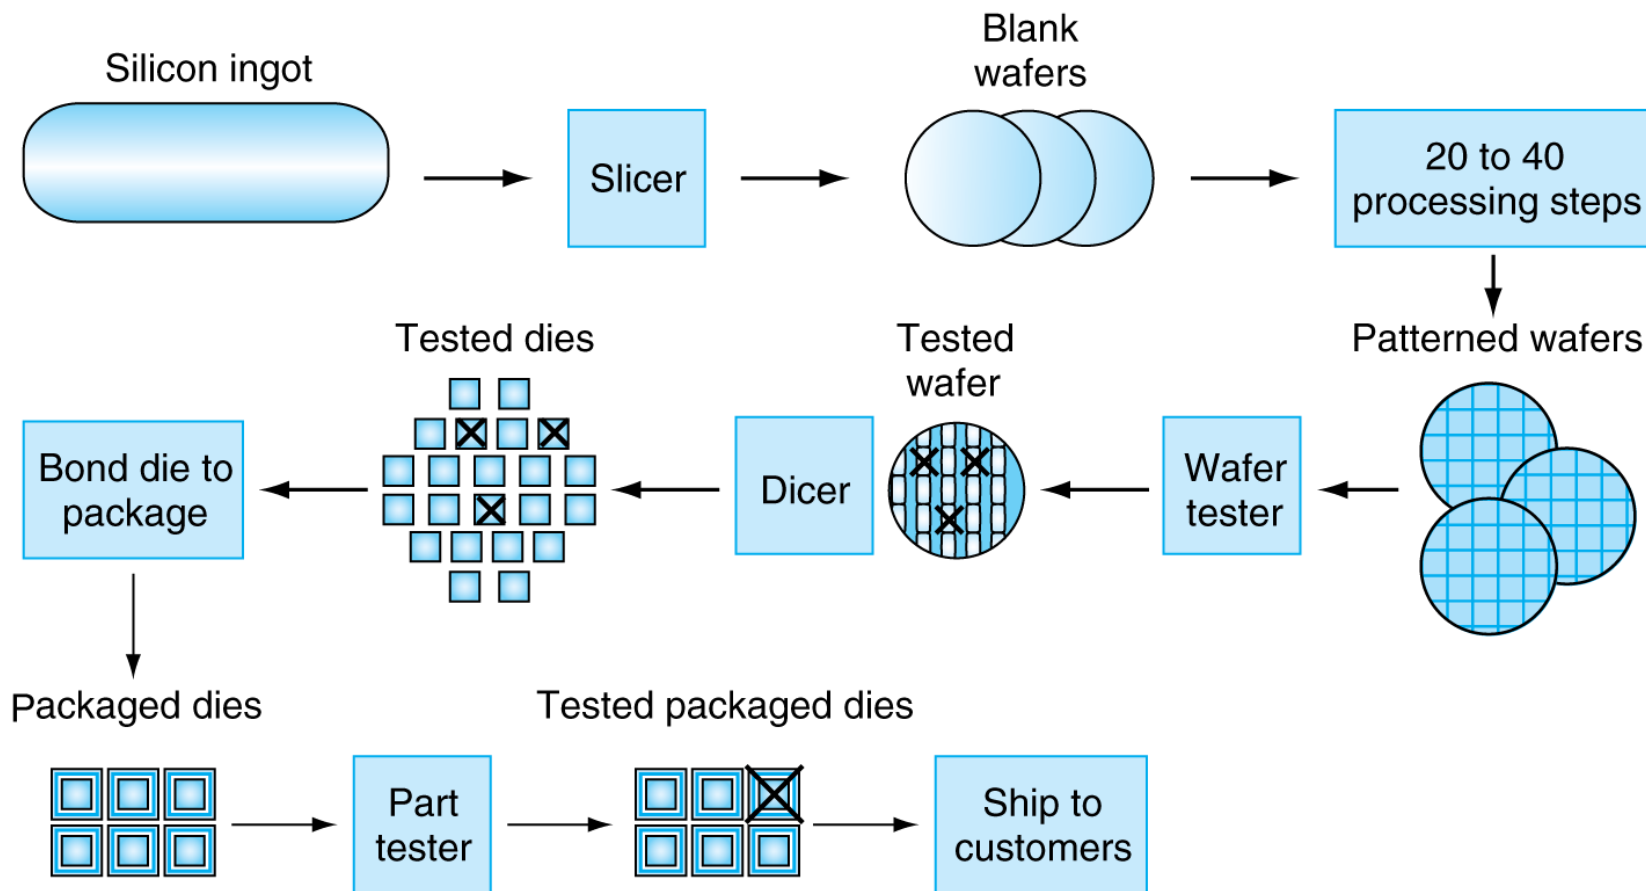 Silicon ingot
Slicer
Blank
wafers
20 to 40
processing steps
Patterned wafers
Wafer
tester
Tested
wafer
Dicer
Tested dies
Bond die to
package
Packaged dies
Part
tester
Tested packaged dies
Ship to
customers